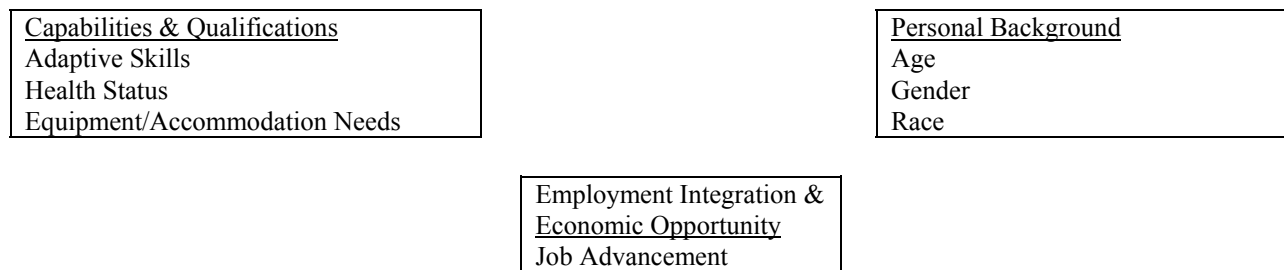 Capabilities & Qualifications
Adaptive Skills
Health Status
Equipment/Accommodation Needs
Personal Background
Age
Gender
Race
Employment Integration &
Economic Opportunity
Job Advancement